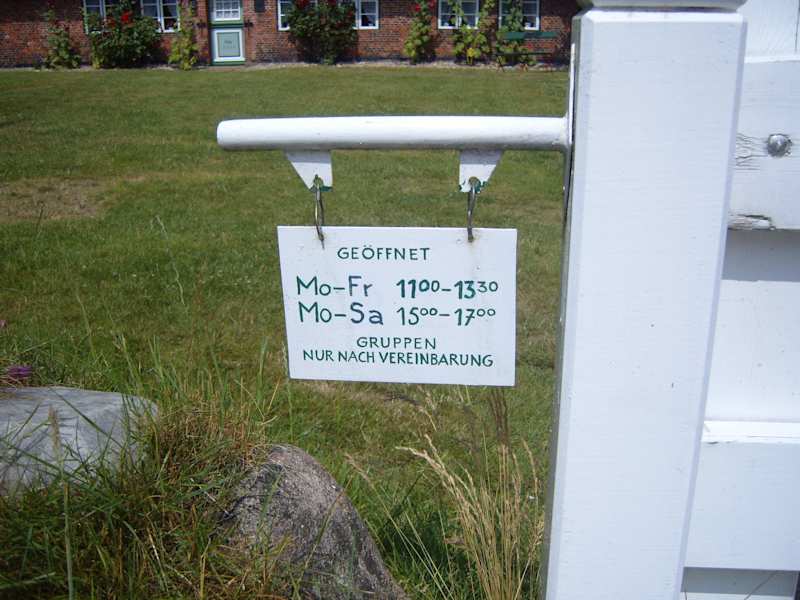 GEÖFFNET
Mo-Fr 11⁰⁰-13³⁰
Mo-Sa 15⁰⁰-17⁰⁰
GRUPPEN
NUR NACH VEREINBARUNG